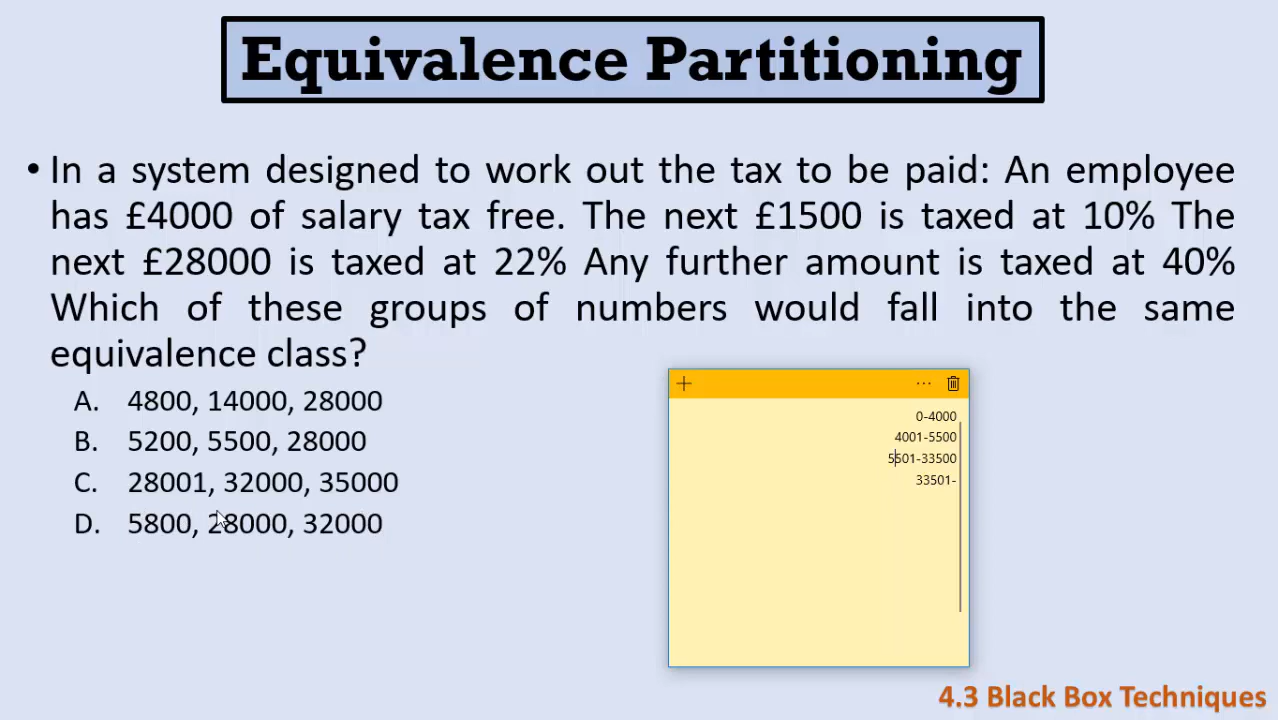 Equivalence Partitioning
• In a system designed to work out the tax to be paid: An employee
has £4000 of salary tax free. The next £1500 is taxed at 10% The
next £28000 is taxed at 22% Any further amount is taxed at 40%
Which of these groups of numbers would fall into the same
equivalence class?
A. 4800, 14000, 28000
B. 5200, 5500, 28000
C. 28001, 32000, 35000
D. 5800, 28000, 32000
0-4000
4001-5500
5501-33500
33501-
4.3 Black Box Techniques